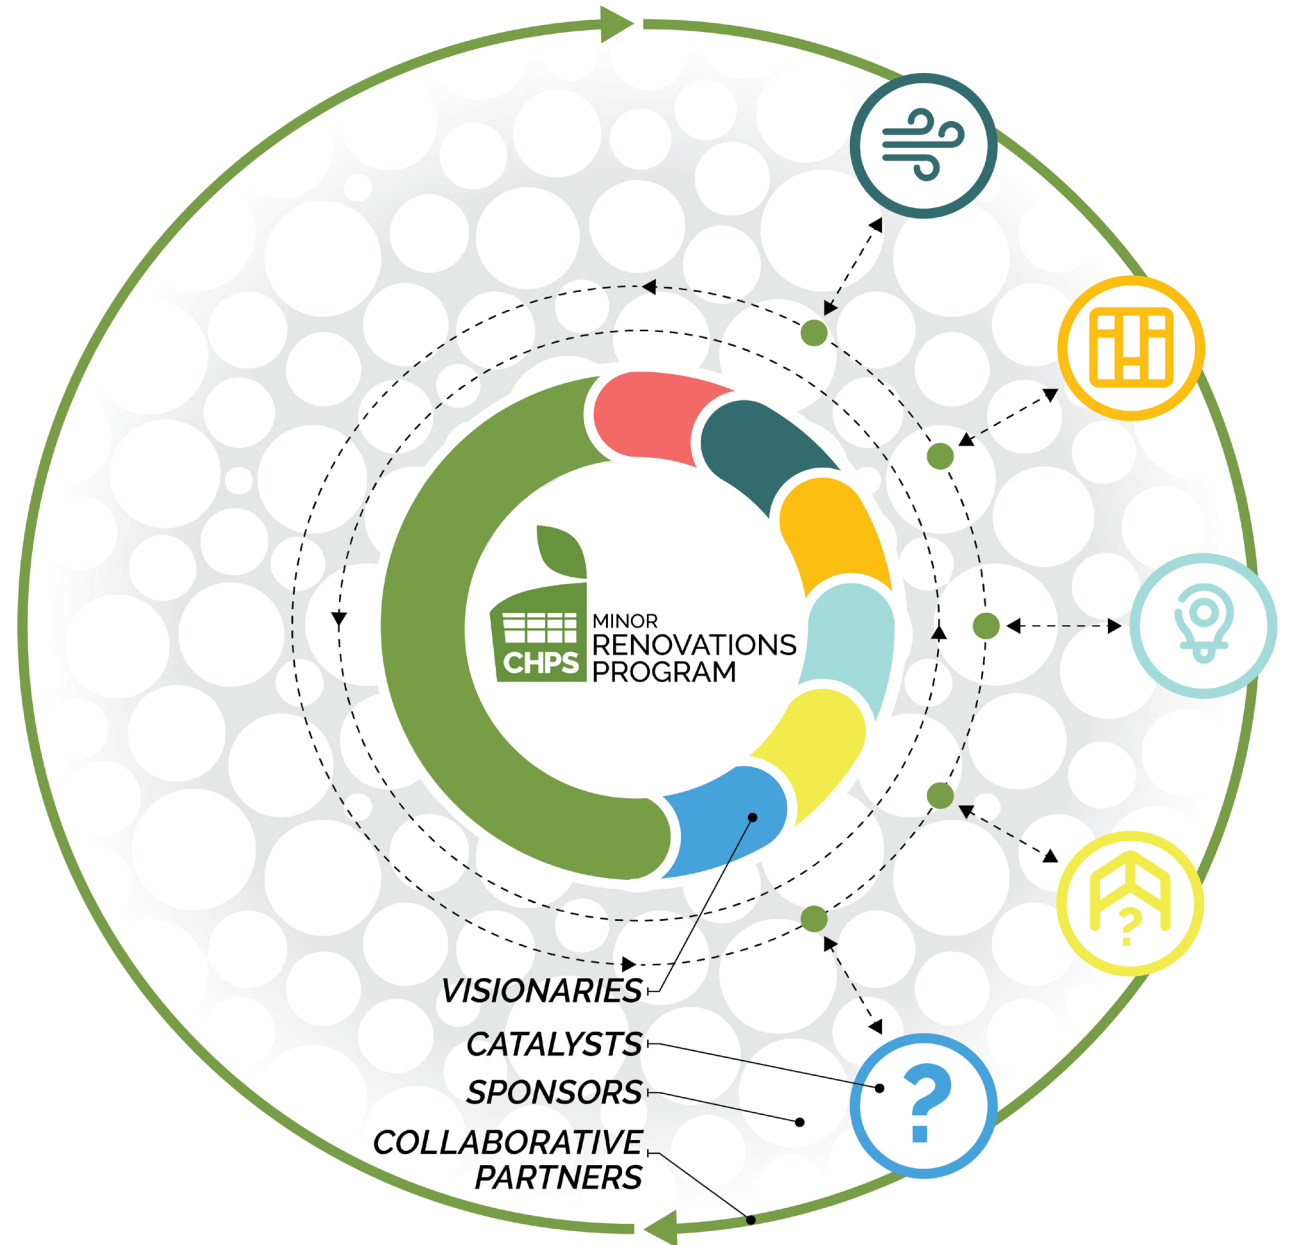 CHPS
MINOR
RENOVATIONS
PROGRAM
?
VISIONARIES
CATALYSTS
SPONSORS
COLLABORATIVE
PARTNERS
?